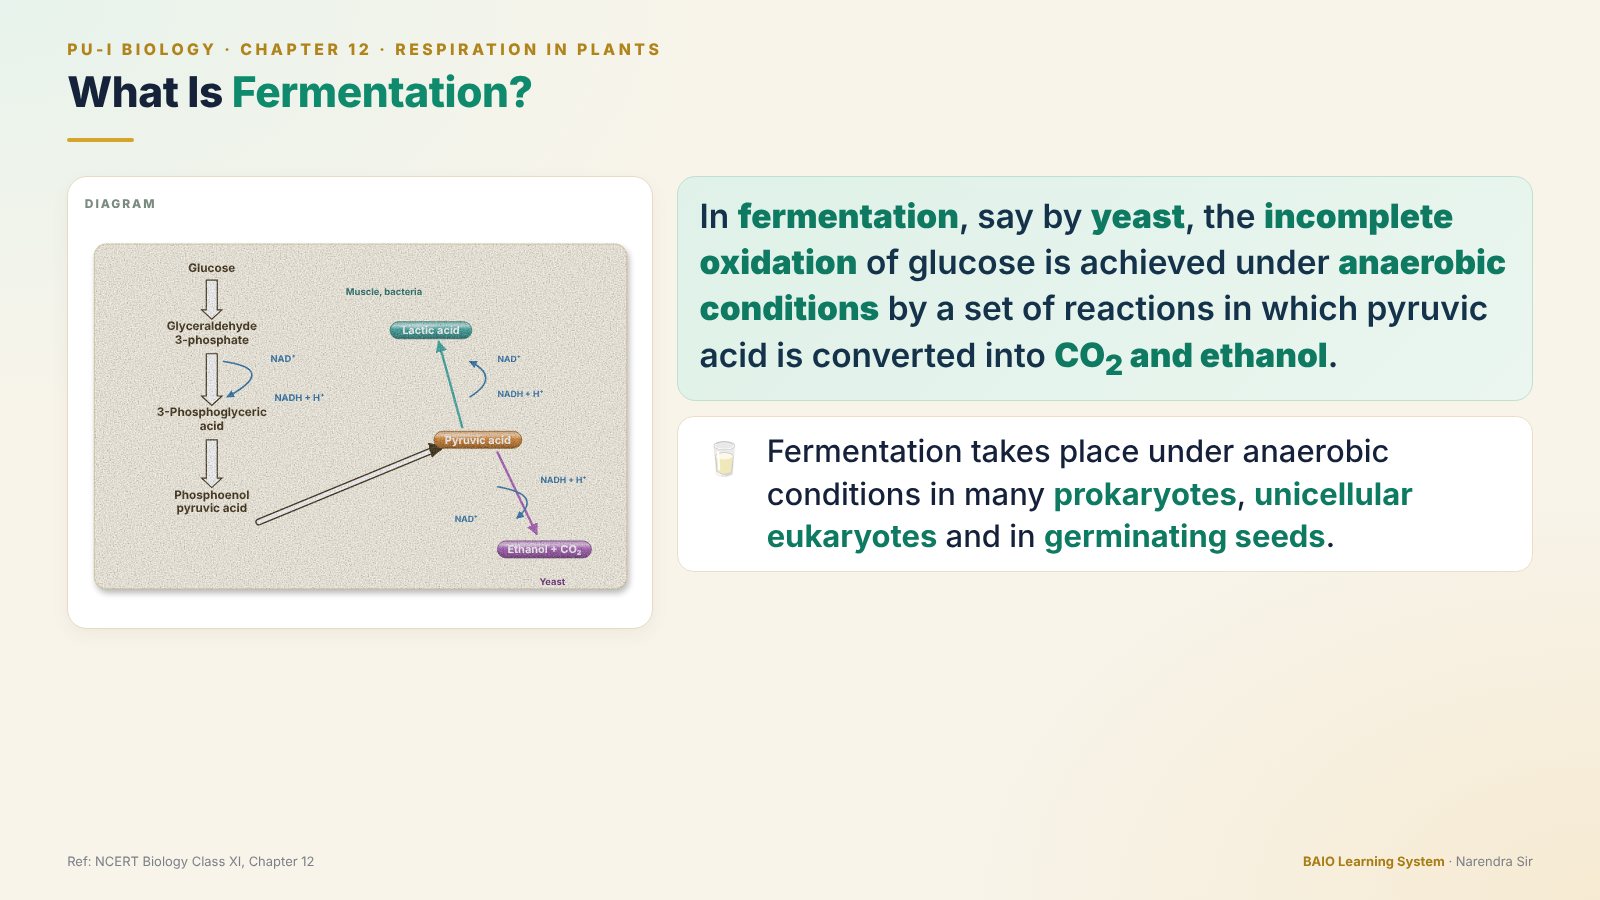 PU-I BIOLOGY · CHAPTER 12 · RESPIRATION IN PLANTS
What Is Fermentation?
DIAGRAM
Glucose
Glyceraldehyde
3-phosphate
NAD⁺
NADH + H⁺
3-Phosphoglyceric
acid
Phosphoenol
pyruvic acid
Muscle, bacteria
Lactic acid
NAD⁺
NADH + H⁺
Pyruvic acid
NADH + H⁺
NAD⁺
Ethanol + CO₂
Yeast
In fermentation, say by yeast, the incomplete
oxidation of glucose is achieved under anaerobic
conditions by a set of reactions in which pyruvic
acid is converted into CO₂ and ethanol.
Fermentation takes place under anaerobic
conditions in many prokaryotes, unicellular
eukaryotes and in germinating seeds.
Ref: NCERT Biology Class XI, Chapter 12
BAIO Learning System · Narendra Sir